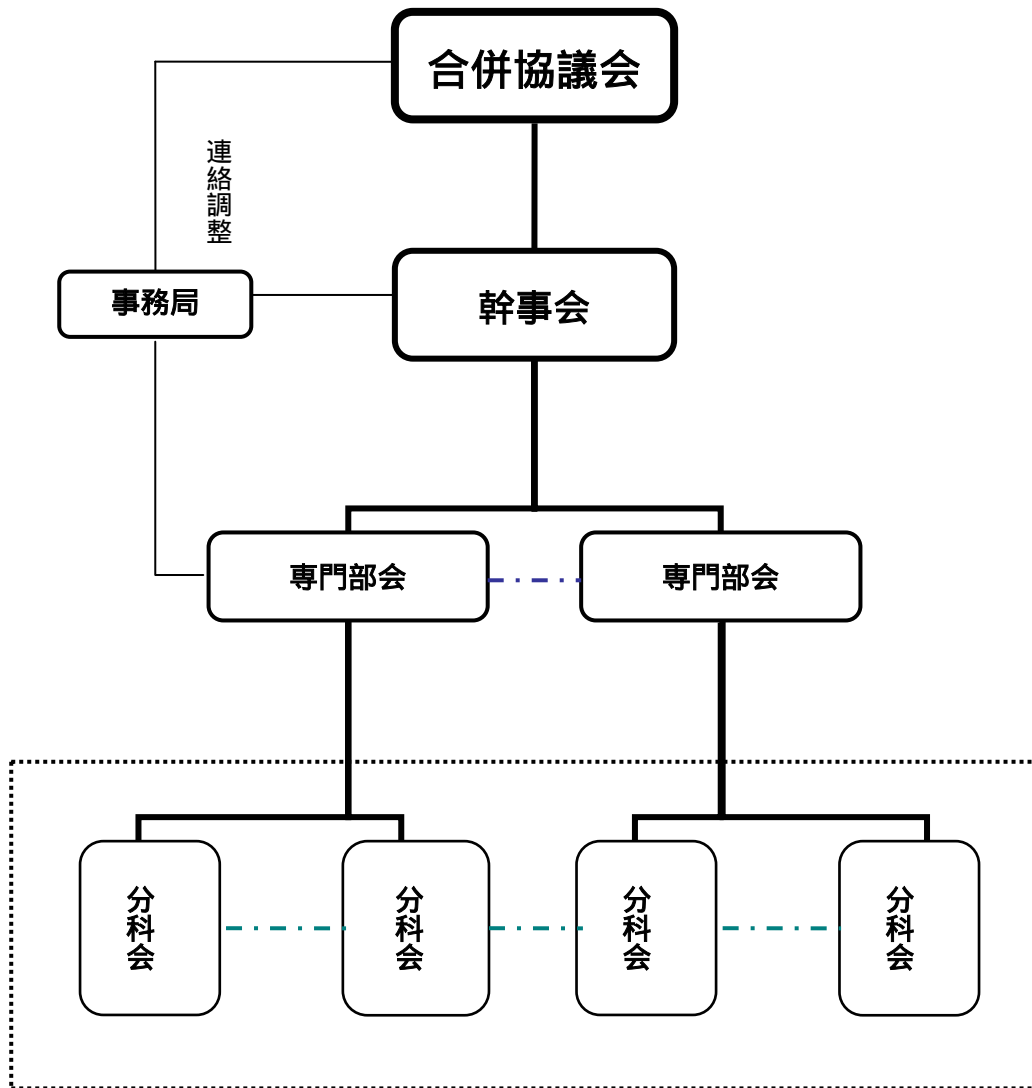 合併協議会
連絡調整
事務局
幹事会
専門部会
専門部会
分科会
分科会
分科会
分科会